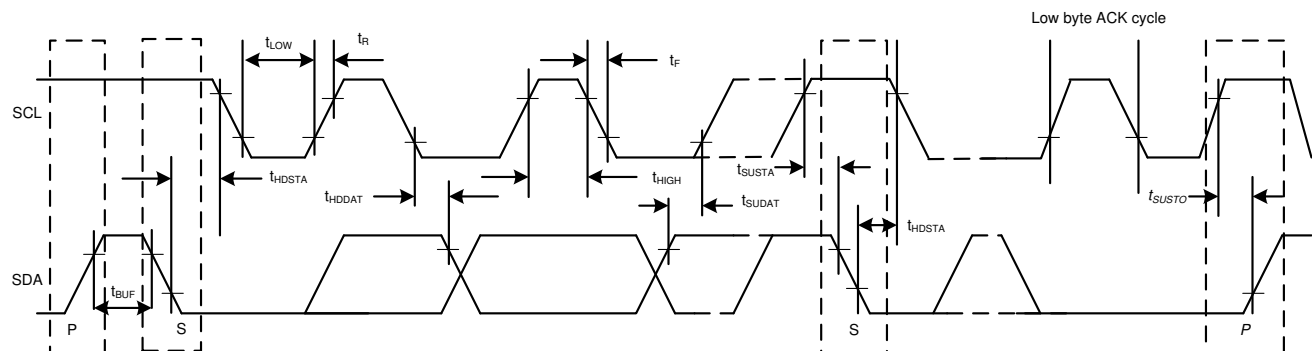 Low byte ACK cycle
tLOW
tR
tF
SCL
tHDSTA
tHDDAT
tHIGH
tSUDAT
tSUSTA
tHDSTA
tSUSTO
SDA
tBUF
P
S
S
P